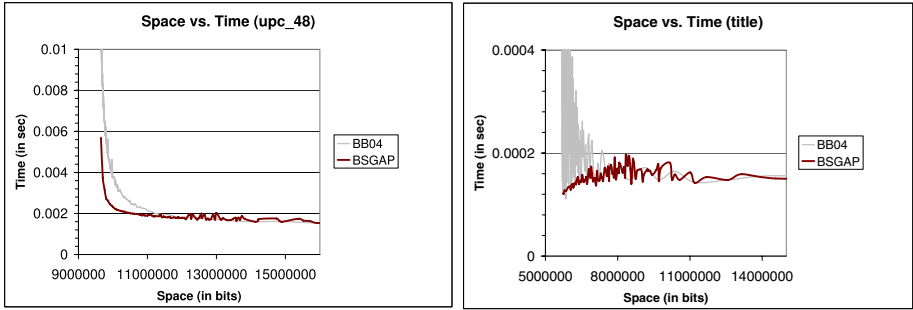 Space vs. Time (upc_48)
Time (in sec)
0.01
0.008
0.006
0.004
0.002
0
9000000 11000000 13000000 15000000
Space (in bits)
BB04
BSGAP
Space vs. Time (title)
Time (in sec)
0.0004
0.0002
0
5000000 8000000 11000000 14000000
Space (in bits)
BB04
BSGAP